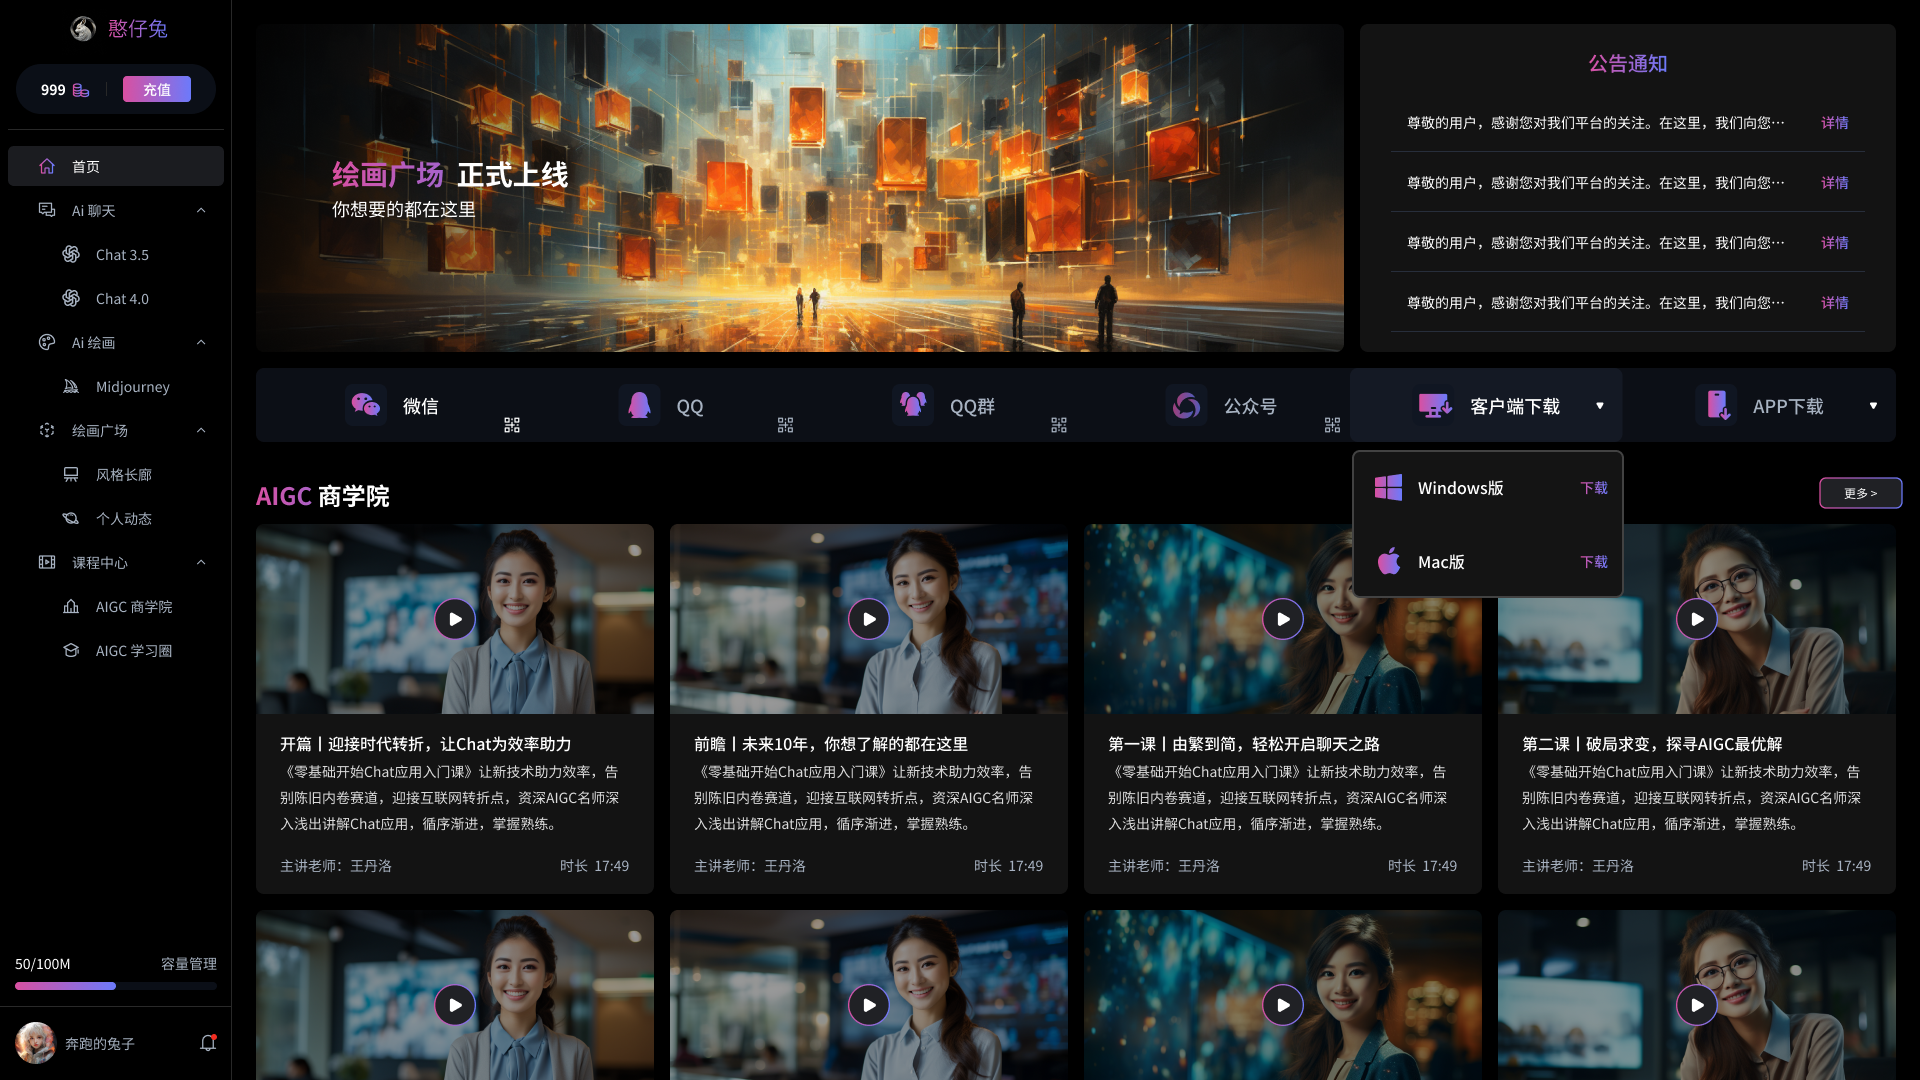 憨仔兔
999
充值
首页
Ai 聊天
Chat 3.5
Chat 4.0
Ai 绘画
Midjourney
绘画广场
风格长廊
个人动态
课程中心
AIGC 商学院
AIGC 学习圈
50/100M 容量管理
奔跑的兔子
绘画广场 正式上线
你想要的都在这里
公告通知
尊敬的用户，感谢您对我们平台的关注。在这里，我们向您… 详情
尊敬的用户，感谢您对我们平台的关注。在这里，我们向您… 详情
尊敬的用户，感谢您对我们平台的关注。在这里，我们向您… 详情
尊敬的用户，感谢您对我们平台的关注。在这里，我们向您… 详情
微信 QQ QQ群 公众号 客户端下载 APP下载
Windows版 下载
Mac版 下载
AIGC 商学院
更多 >
开篇丨迎接时代转折，让Chat为效率助力
《零基础开始Chat应用入门课》让新技术助力效率，告
别陈旧内卷赛道，迎接互联网转折点，资深AIGC名师深
入浅出讲解Chat应用，循序渐进，掌握熟练。
主讲老师：王丹洛 时长 17:49
前瞻丨未来10年，你想了解的都在这里
《零基础开始Chat应用入门课》让新技术助力效率，告
别陈旧内卷赛道，迎接互联网转折点，资深AIGC名师深
入浅出讲解Chat应用，循序渐进，掌握熟练。
主讲老师：王丹洛 时长 17:49
第一课丨由繁到简，轻松开启聊天之路
《零基础开始Chat应用入门课》让新技术助力效率，告
别陈旧内卷赛道，迎接互联网转折点，资深AIGC名师深
入浅出讲解Chat应用，循序渐进，掌握熟练。
主讲老师：王丹洛 时长 17:49
第二课丨破局求变，探寻AIGC最优解
《零基础开始Chat应用入门课》让新技术助力效率，告
别陈旧内卷赛道，迎接互联网转折点，资深AIGC名师深
入浅出讲解Chat应用，循序渐进，掌握熟练。
主讲老师：王丹洛 时长 17:49